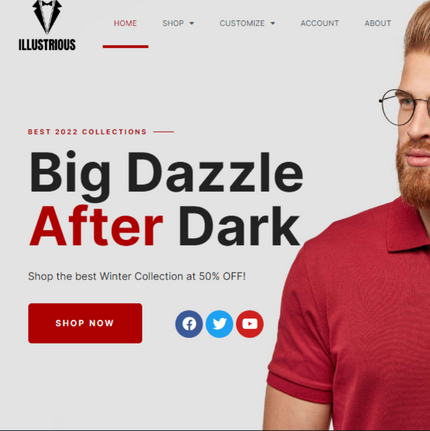 ILLUSTRIOUS
HOME SHOP CUSTOMIZE ACCOUNT ABOUT
BEST 2022 COLLECTIONS
Big Dazzle
After Dark
Shop the best Winter Collection at 50% OFF!
SHOP NOW